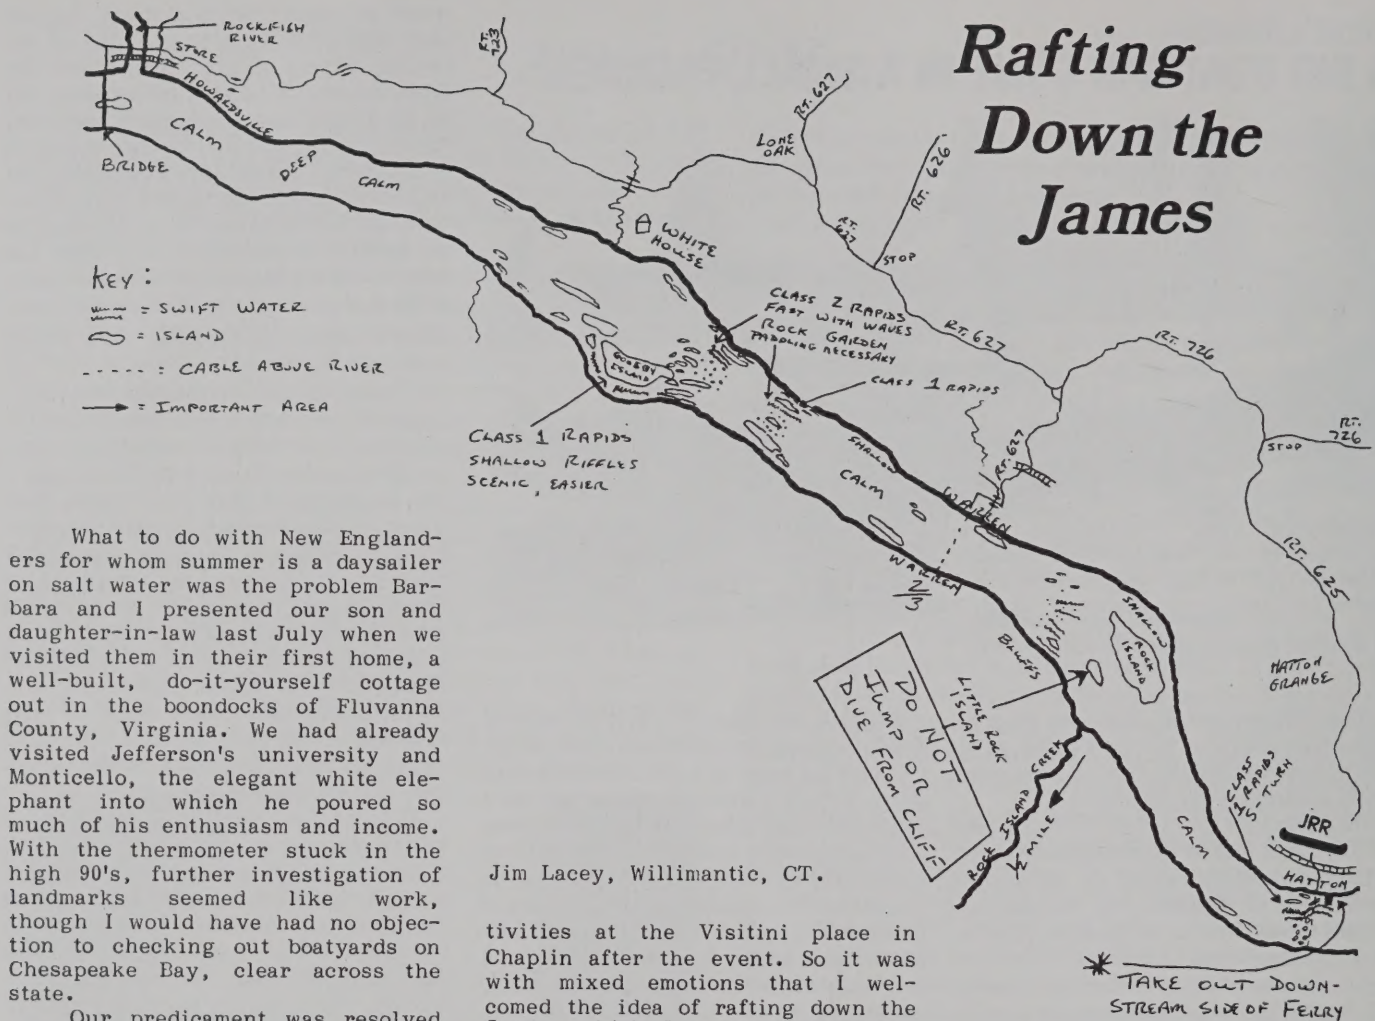 Rafting
Down the
James
ROCKFISH
RIVER
STORE
HOWARDSVILLE
RT.
723
CALM
DEEP
CALM
BRIDGE
LONE
OAK
RT. 627
RT. 626
RT.
627
STOP
WHITE
HOUSE
KEY:
= SWIFT WATER
= ISLAND
= CABLE ABOVE RIVER
= IMPORTANT AREA
CLASS 2 RAPIDS
FAST WITH WAVES
ROCK GARDEN
PADDLING NECESSARY
CLASS 1 RAPIDS
RT. 627
RT. 726
RT.
726
STOP
ISLAND
CLASS 1 RAPIDS
SHALLOW RIFFLES
SCENIC, EASIER
SHALLOW
CALM
WARREN
RT. 627
WARREN
2/3
RT. 625
BLUFFS
SHALLOW
ROCK
ISLAND
LITTLE ROCK
ISLAND
HATTON
GRANGE
DO NOT
JUMP OR
DIVE FROM CLIFF
ROCK ISLAND CREEK
1/2 MILE
CALM
CLASS
1 RAPIDS
S-TURN
JRR
HATTON
TAKE OUT DOWN-
STREAM SIDE OF FERRY
What to do with New England-
ers for whom summer is a daysailer
on salt water was the problem Bar-
bara and I presented our son and
daughter-in-law last July when we
visited them in their first home, a
well-built, do-it-yourself cottage
out in the boondocks of Fluvanna
County, Virginia. We had already
visited Jefferson's university and
Monticello, the elegant white ele-
phant into which he poured so
much of his enthusiasm and income.
With the thermometer stuck in the
high 90's, further investigation of
landmarks seemed like work,
though I would have had no objec-
tion to checking out boatyards on
Chesapeake Bay, clear across the
state.
Our predicament was resolved
Jim Lacey, Willimantic, CT.
tivities at the Visitini place in
Chaplin after the event. So it was
with mixed emotions that I wel-
comed the idea of rafting down the